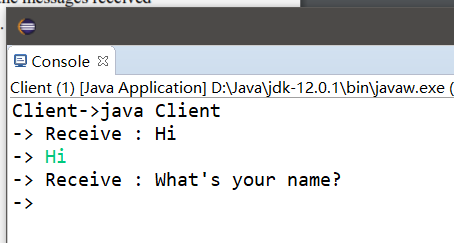 the messages received
Console
Client (1) [Java Application] D:\Java\jdk-12.0.1\bin\javaw.exe (
Client->java Client
-> Receive : Hi
-> Hi
-> Receive : What's your name?
->